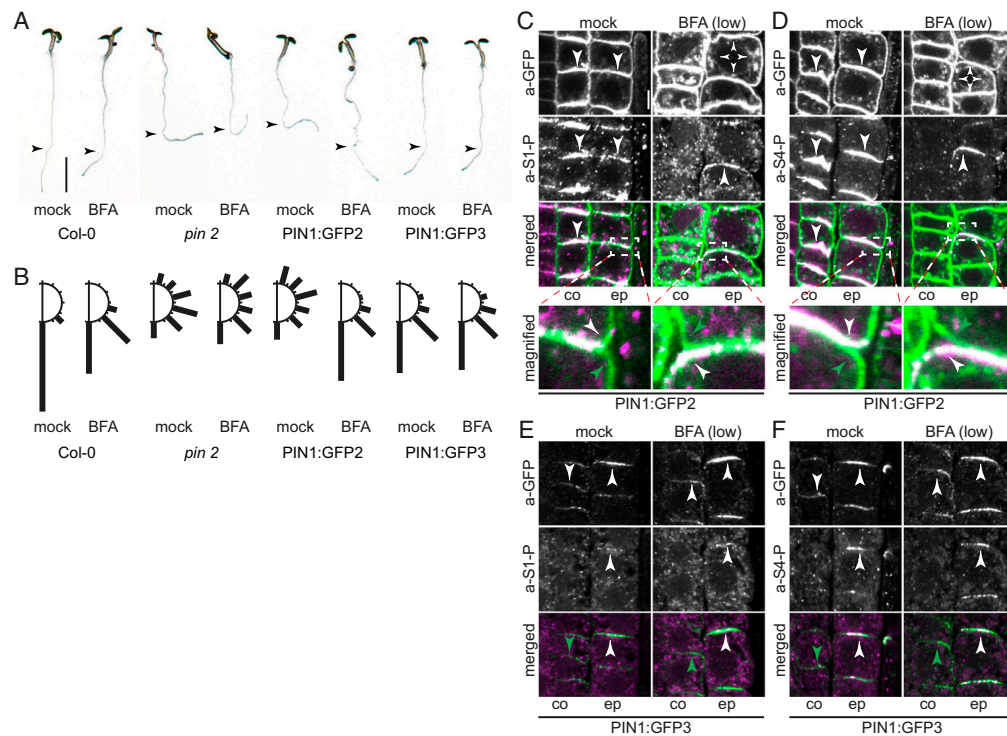 A
mock BFA mock BFA mock BFA mock BFA
Col-0 pin 2 PIN1:GFP2 PIN1:GFP3
B
mock BFA mock BFA mock BFA mock BFA
Col-0 pin 2 PIN1:GFP2 PIN1:GFP3
C
mock BFA (low)
a-GFP
a-S1-P
merged
co ep co ep
magnified
PIN1:GFP2
D
mock BFA (low)
a-GFP
a-S4-P
merged
co ep co ep
magnified
PIN1:GFP2
E
mock BFA (low)
a-GFP
a-S1-P
merged
co ep co ep
PIN1:GFP3
F
mock BFA (low)
a-GFP
a-S4-P
merged
co ep co ep
PIN1:GFP3